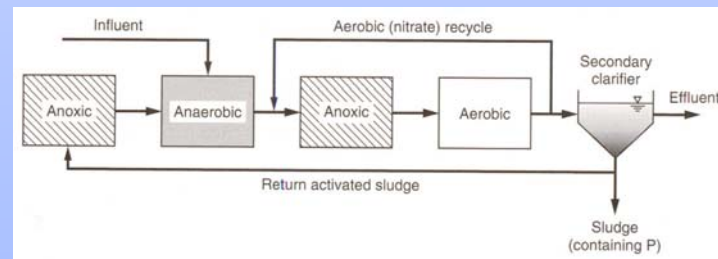 Influent
Aerobic (nitrate) recycle
Secondary
clarifier
Effluent
Anoxic
Anaerobic
Anoxic
Aerobic
Return activated sludge
Sludge
(containing P)